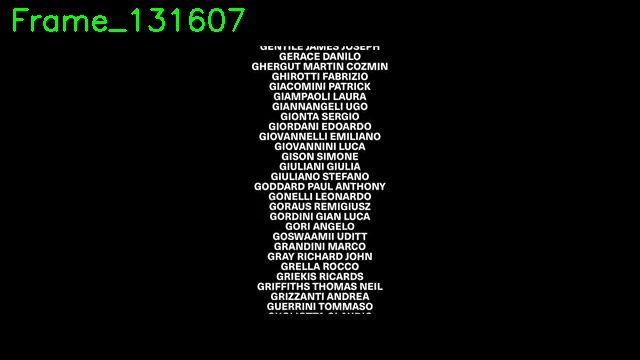 Frame_131607
GENTILE JAMES JOSEPH
GERACE DANILO
GHERGUT MARTIN COZMIN
GHIROTTI FABRIZIO
GIACOMINI PATRICK
GIAMPAOLI LAURA
GIANNANGELI UGO
GIONTA SERGIO
GIORDANI EDOARDO
GIOVANNELLI EMILIANO
GIOVANNINI LUCA
GISON SIMONE
GIULIANI GIULIA
GIULIANO STEFANO
GODDARD PAUL ANTHONY
GONELLI LEONARDO
GORAUS REMIGIUSZ
GORDINI GIAN LUCA
GORI ANGELO
GOSWAAMII UDITT
GRANDINI MARCO
GRAY RICHARD JOHN
GRELLA ROCCO
GRIEKIS RICARDS
GRIFFITHS THOMAS NEIL
GRIZZANTI ANDREA
GUERRINI TOMMASO